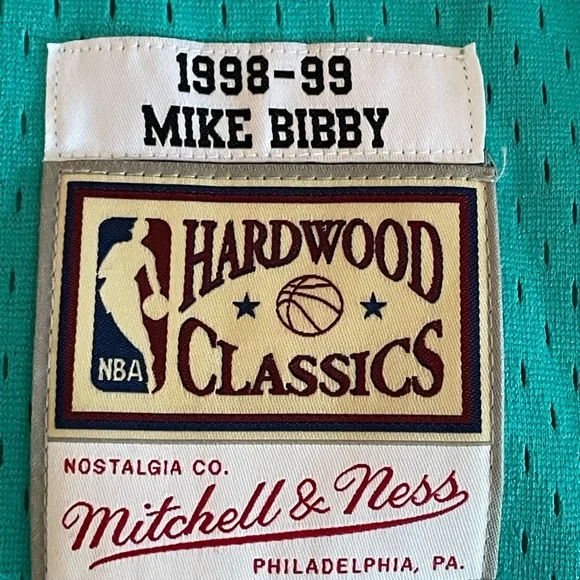 1998-99
MIKE BIBBY
HARDWOOD
CLASSICS
NBA
NOSTALGIA CO.
Mitchell & Ness
PHILADELPHIA, PA.